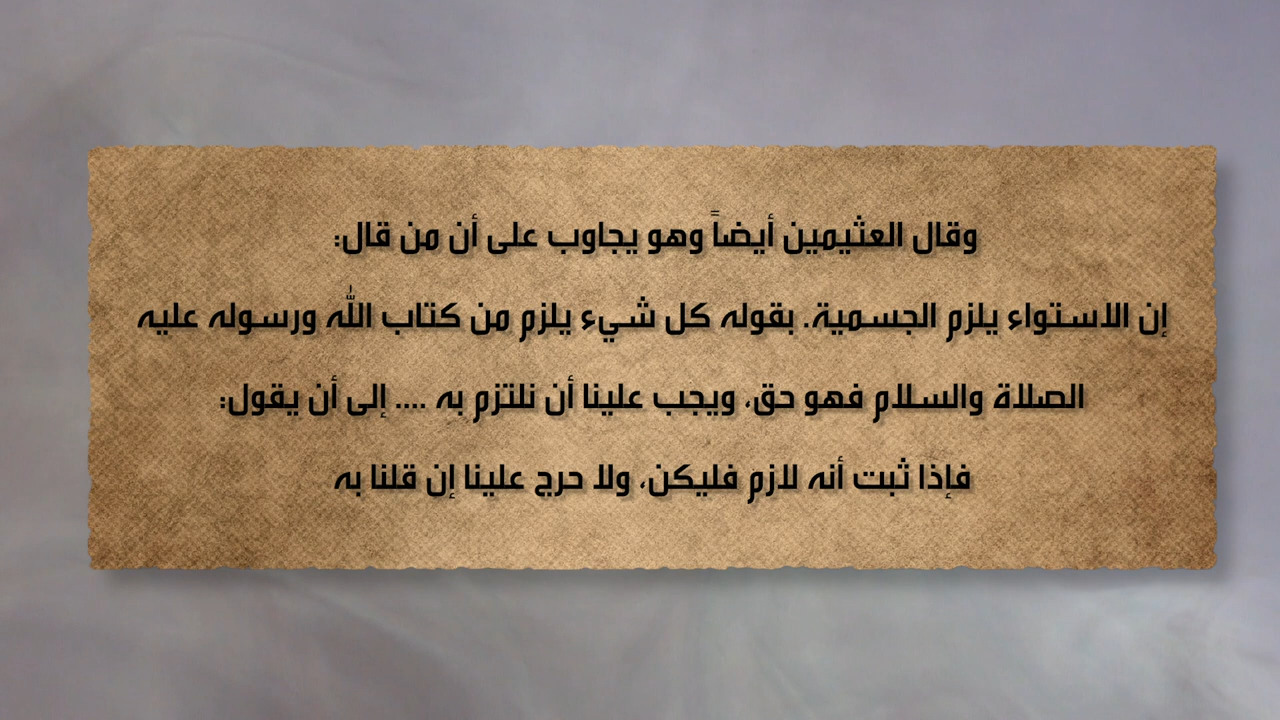 وقال العثيمين أيضاً وهو يجاوب على أن من قال:
إن الاستواء يلزم الجسمية. بقوله كل شيء يلزم من كتاب الله ورسوله عليه
الصلاة والسلام فهو حق، ويجب علينا أن نلتزم به .... إلى أن يقول:
فإذا ثبت أنه لازم فليكن، ولا حرج علينا إن قلنا به